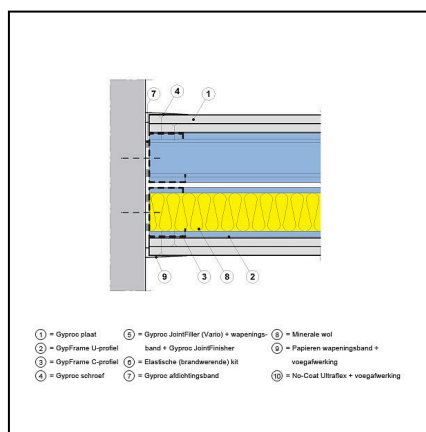 7
4
1
9
3
8
2
1 = Gyproc plaat
2 = GypFrame U-profiel
3 = GypFrame C-profiel
4 = Gyproc schroef
5 = Gyproc JointFiller (Vario) + wapenings-
band + Gyproc JointFinisher
6 = Elastische (brandwerende) kit
7 = Gyproc afdichtingsband
8 = Minerale wol
9 = Papieren wapeningsband +
voegafwerking
10 = No-Coat Ultraflex + voegafwerking